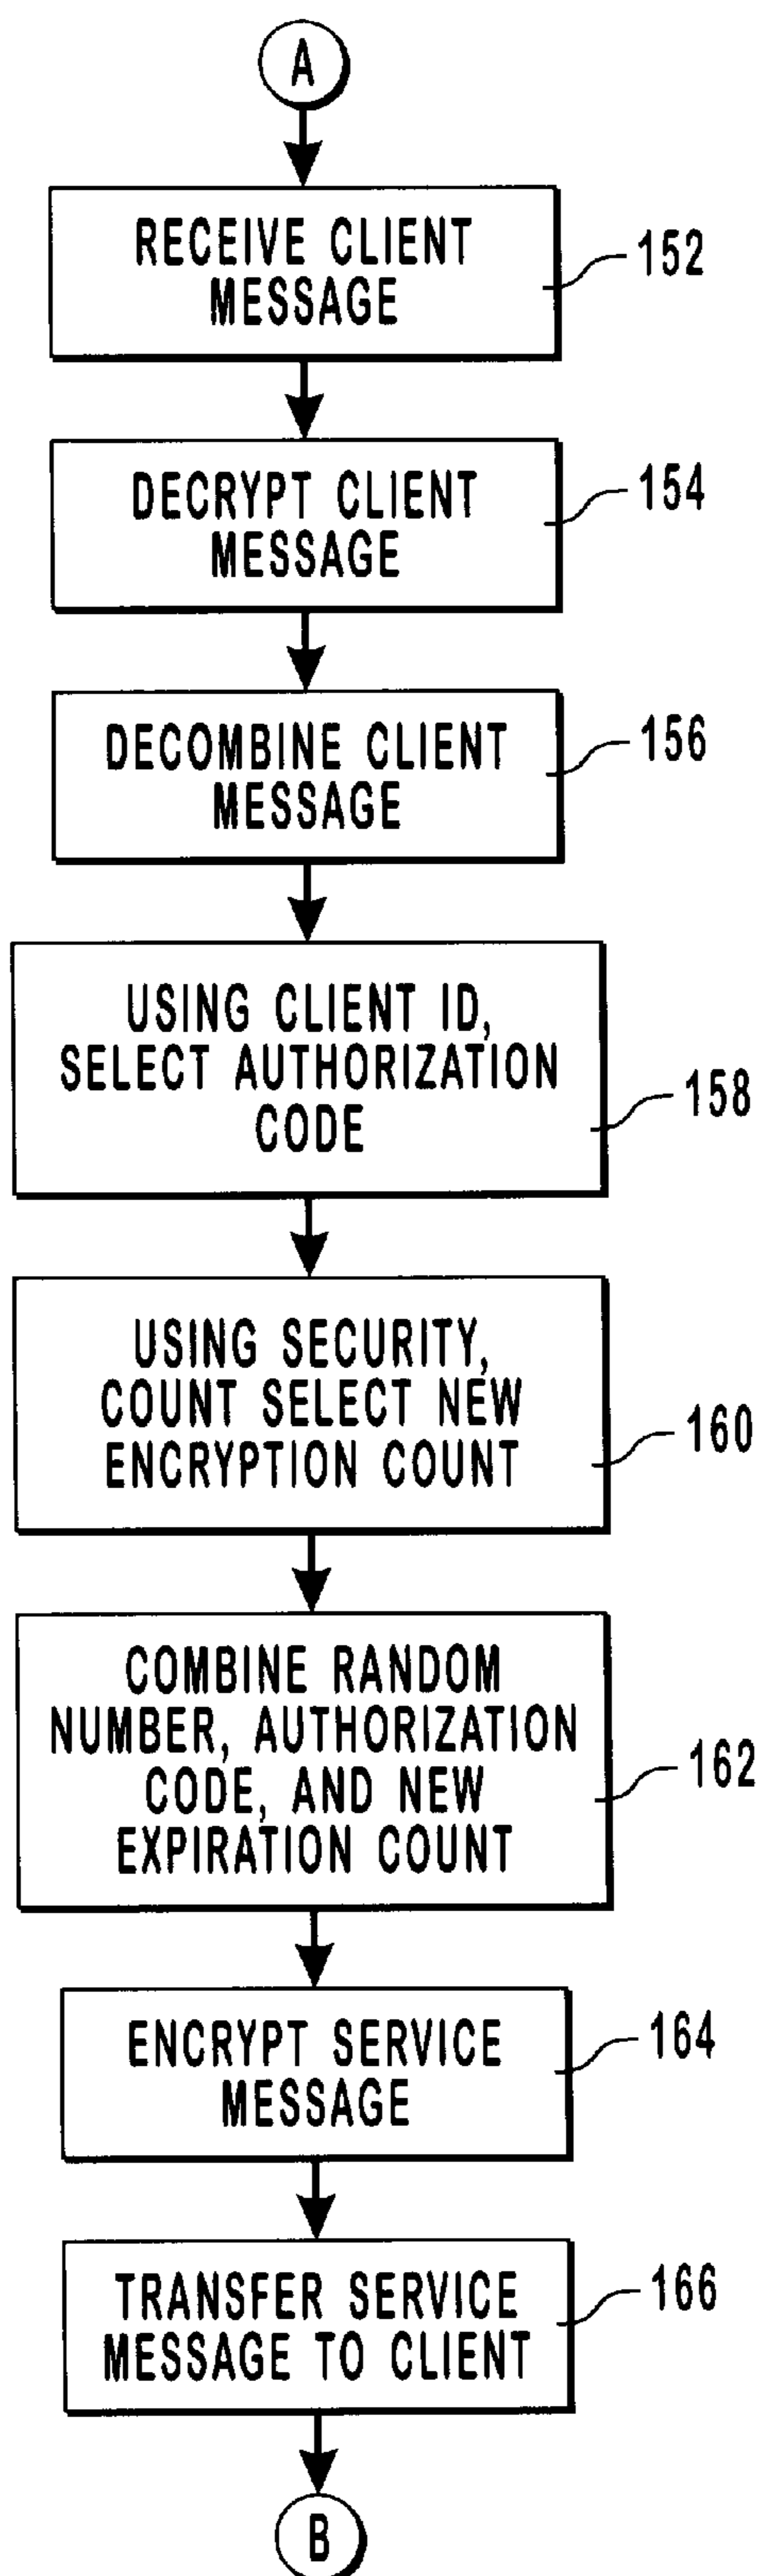 A
RECEIVE CLIENT
MESSAGE
152
DECRYPT CLIENT
MESSAGE
154
DECOMBINE CLIENT
MESSAGE
156
USING CLIENT ID,
SELECT AUTHORIZATION
CODE
158
USING SECURITY,
COUNT SELECT NEW
ENCRYPTION COUNT
160
COMBINE RANDOM
NUMBER, AUTHORIZATION
CODE, AND NEW
EXPIRATION COUNT
162
ENCRYPT SERVICE
MESSAGE
164
TRANSFER SERVICE
MESSAGE TO CLIENT
166
B